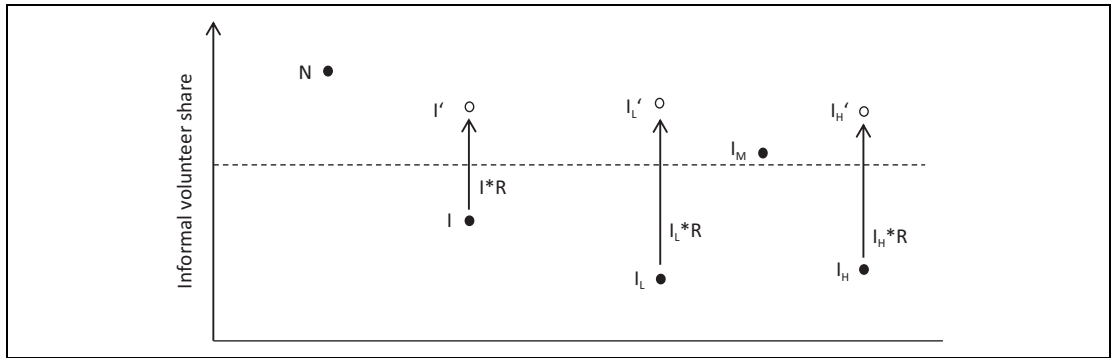 Informal volunteer share
N
I‘
I*R
I
I_L‘
I_L*R
I_L
I_M
I_H‘
I_H*R
I_H